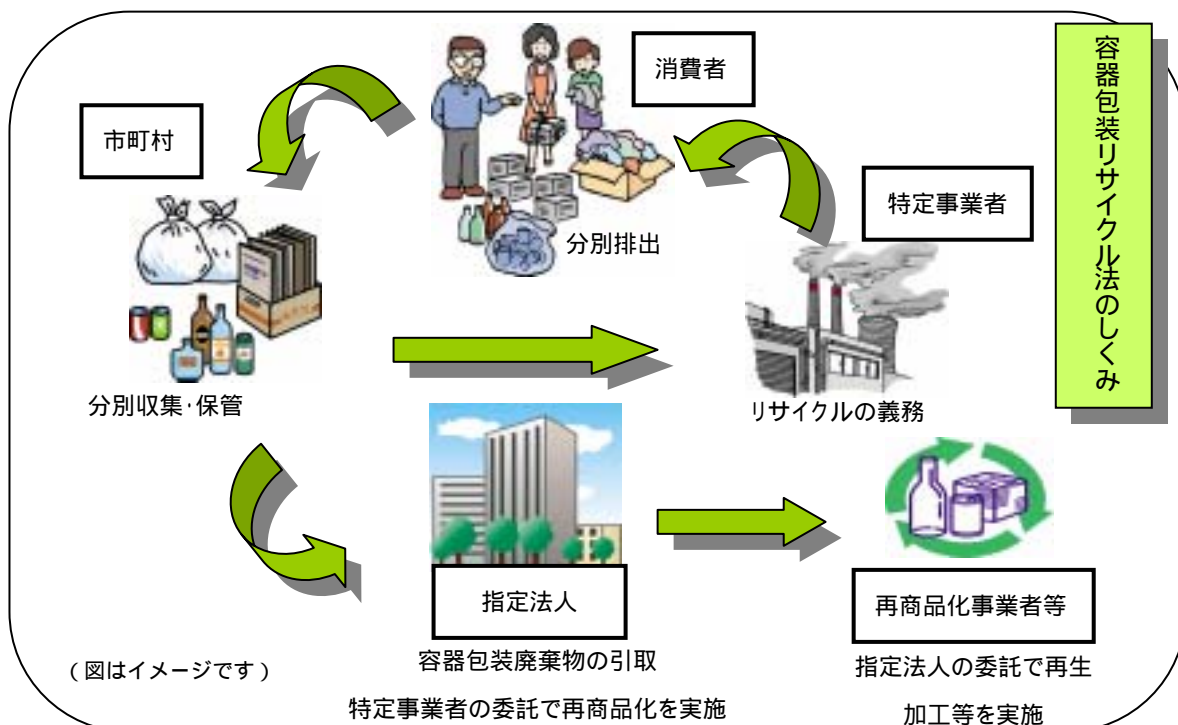 容器包装リサイクル法のしくみ
消費者
市町村
特定事業者
分別排出
分別収集･保管
リサイクルの義務
指定法人
再商品化事業者等
容器包装廃棄物の引取
指定法人の委託で再生
(図はイメージです)
特定事業者の委託で再商品化を実施
加工等を実施